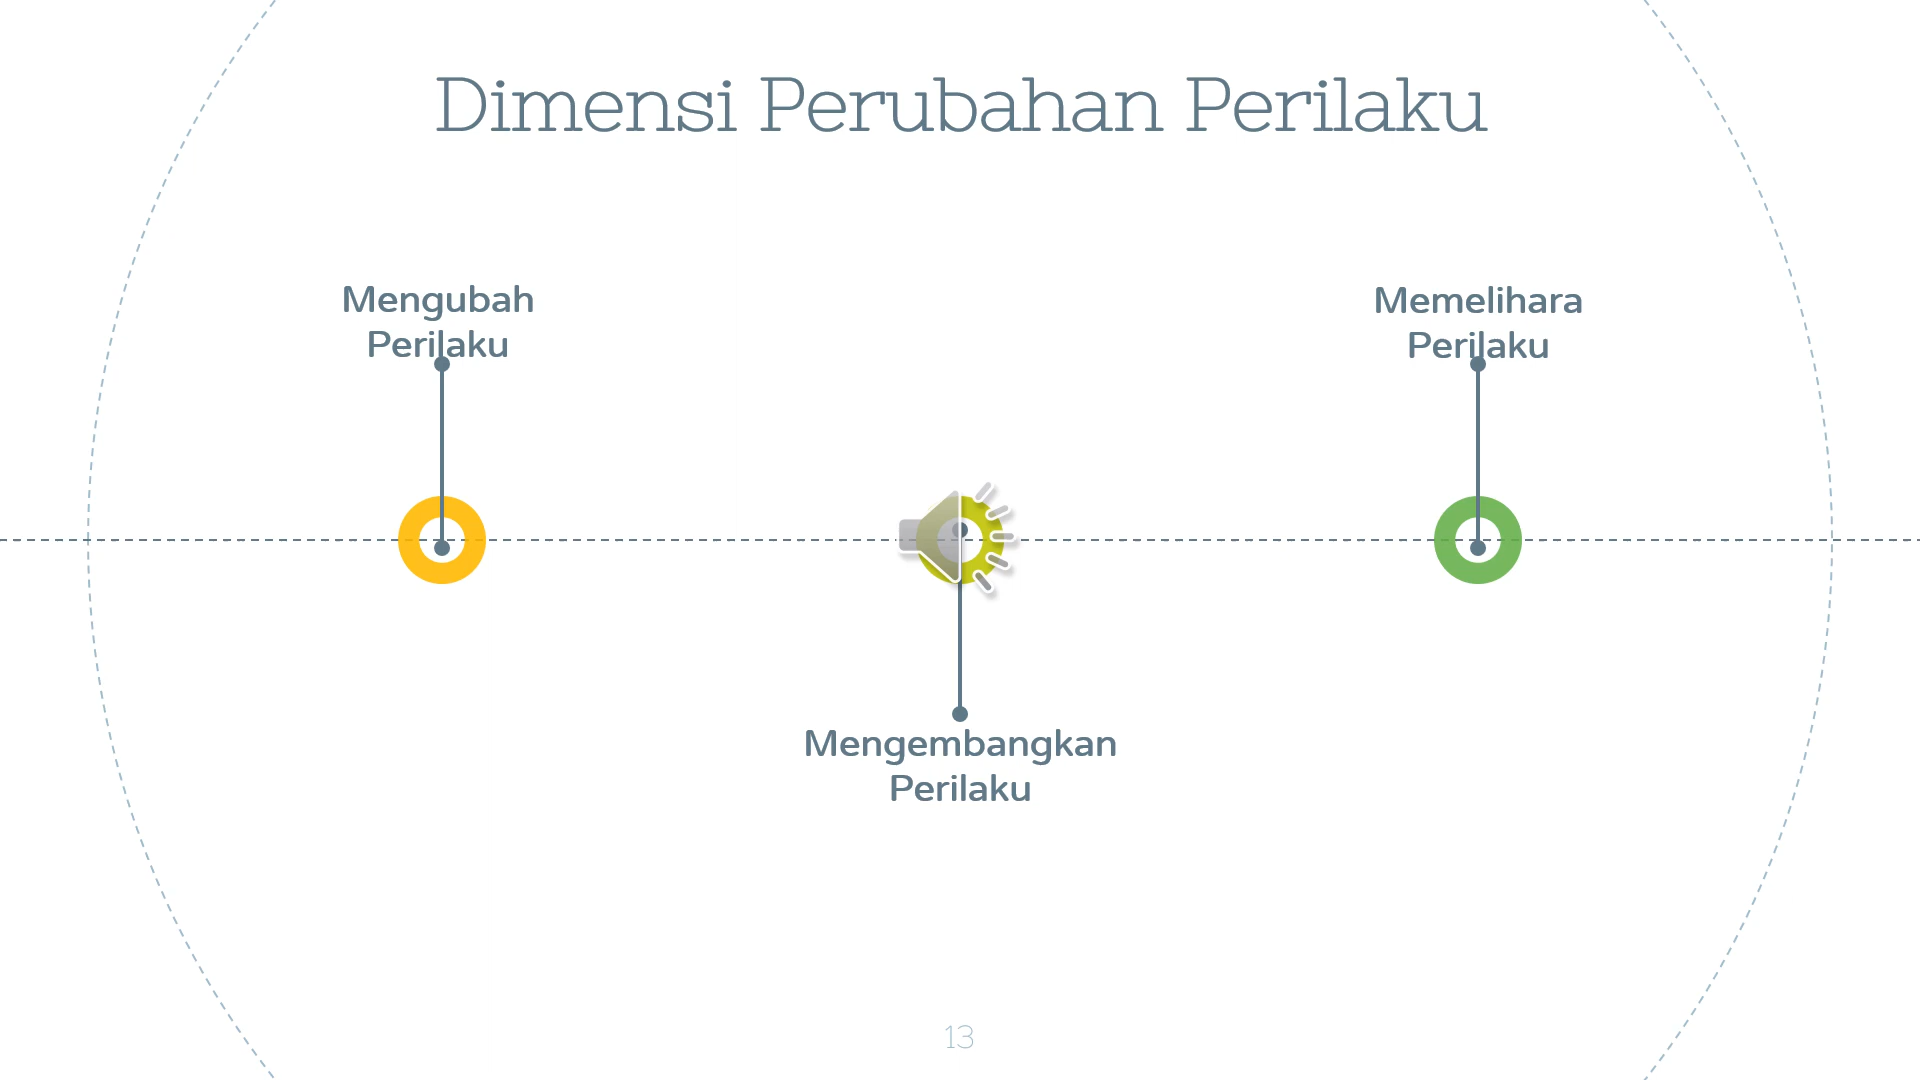 Dimensi Perubahan Perilaku
Mengubah
Perilaku
Memelihara
Perilaku
Mengembangkan
Perilaku
13